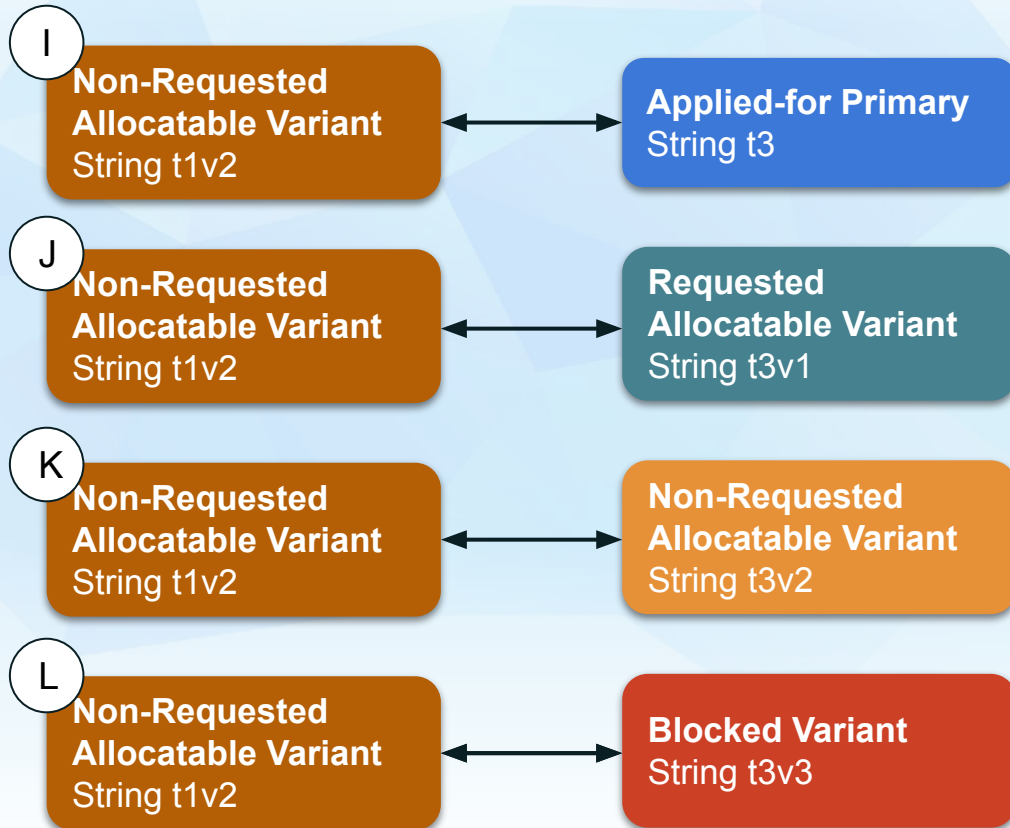 I
Non-Requested
Allocatable Variant
String t1v2
Applied-for Primary
String t3
J
Non-Requested
Allocatable Variant
String t1v2
Requested
Allocatable Variant
String t3v1
K
Non-Requested
Allocatable Variant
String t1v2
Non-Requested
Allocatable Variant
String t3v2
L
Non-Requested
Allocatable Variant
String t1v2
Blocked Variant
String t3v3